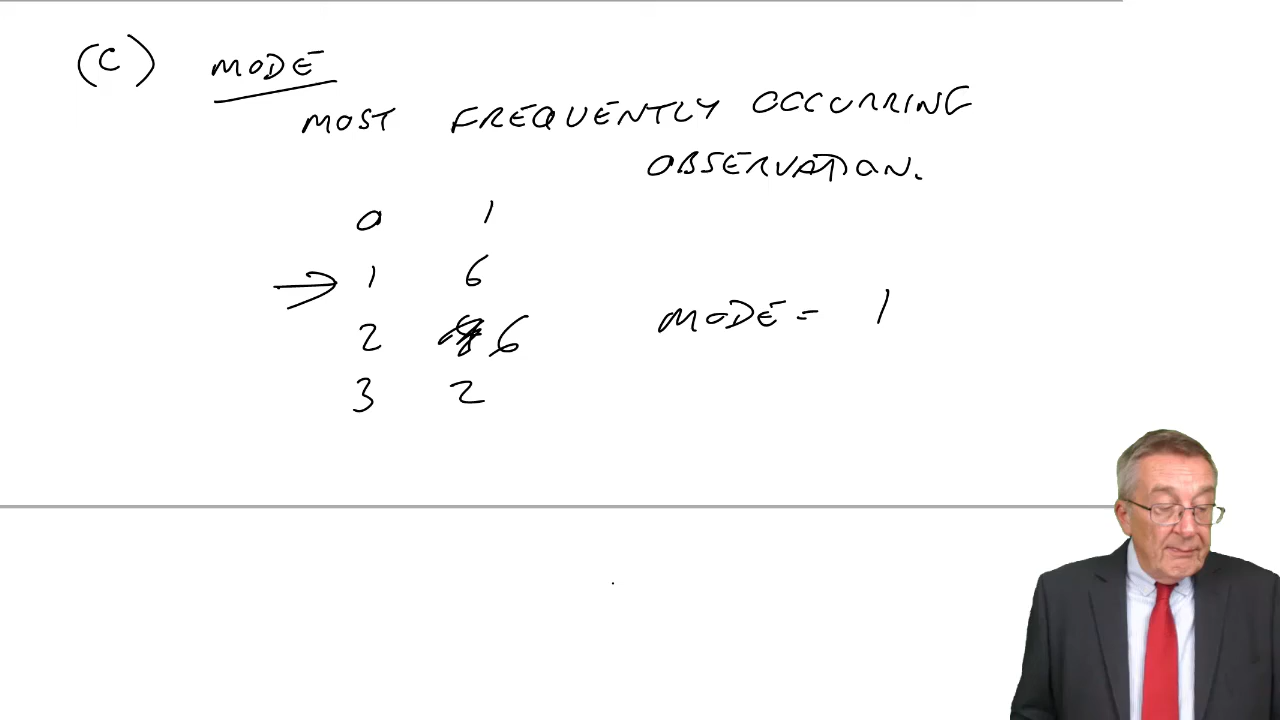 (C) MODE
MOST FREQUENTLY OCCURRING
OBSERVATION.
0 1
→ 1 6
2 6
3 2
MODE = 1